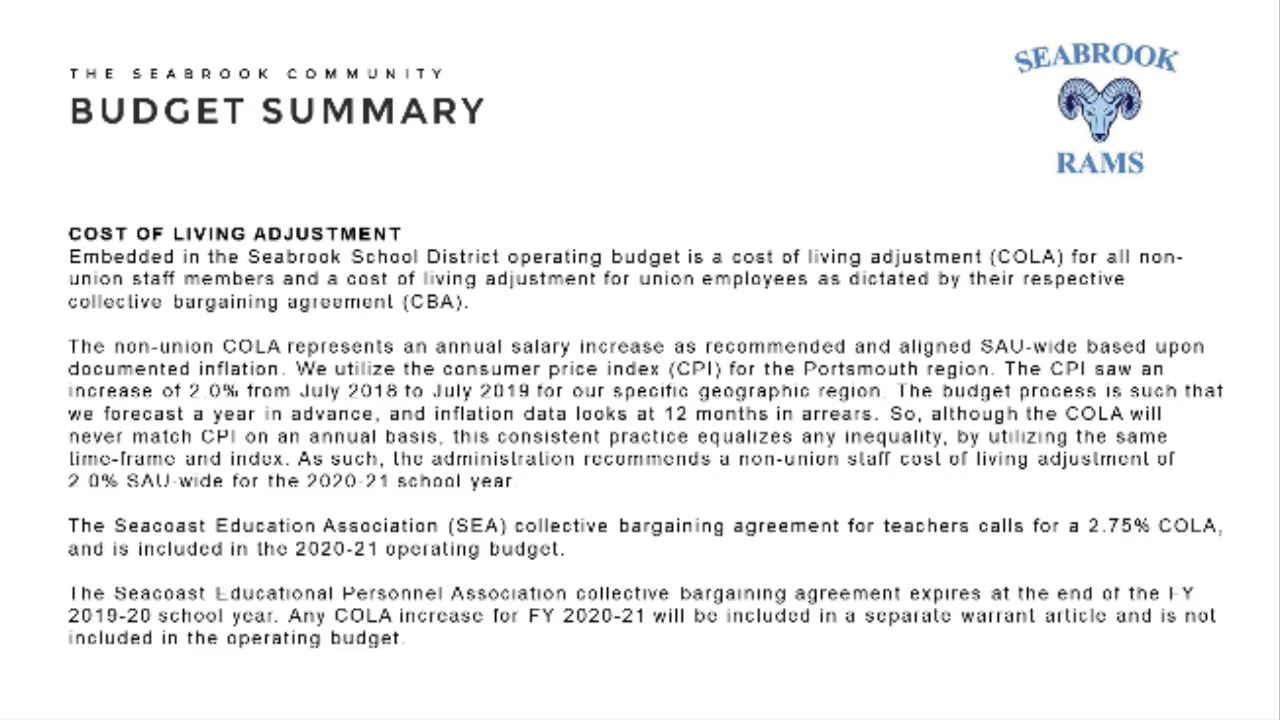 THE SEABROOK COMMUNITY
BUDGET SUMMARY
SEABROOK
RAMS
COST OF LIVING ADJUSTMENT
Embedded in the Seabrook School District operating budget is a cost of living adjustment (COLA) for all non-
union staff members and a cost of living adjustment for union employees as dictated by their respective
collective bargaining agreement (CBA).
The non-union COLA represents an annual salary increase as recommended and aligned SAU-wide based upon
documented inflation. We utilize the consumer price index (CPI) for the Portsmouth region. The CPI saw an
increase of 2.0% from July 2018 to July 2019 for our specific geographic region. The budget process is such that
we forecast a year in advance, and inflation data looks at 12 months in arrears. So, although the COLA will
never match CPI on an annual basis, this consistent practice equalizes any inequality, by utilizing the same
time-frame and index. As such, the administration recommends a non-union staff cost of living adjustment of
2.0% SAU-wide for the 2020-21 school year.
The Seacoast Education Association (SEA) collective bargaining agreement for teachers calls for a 2.75% COLA,
and is included in the 2020-21 operating budget.
The Seacoast Educational Personnel Association collective bargaining agreement expires at the end of the FY
2019-20 school year. Any COLA increase for FY 2020-21 will be included in a separate warrant article and is not
included in the operating budget.